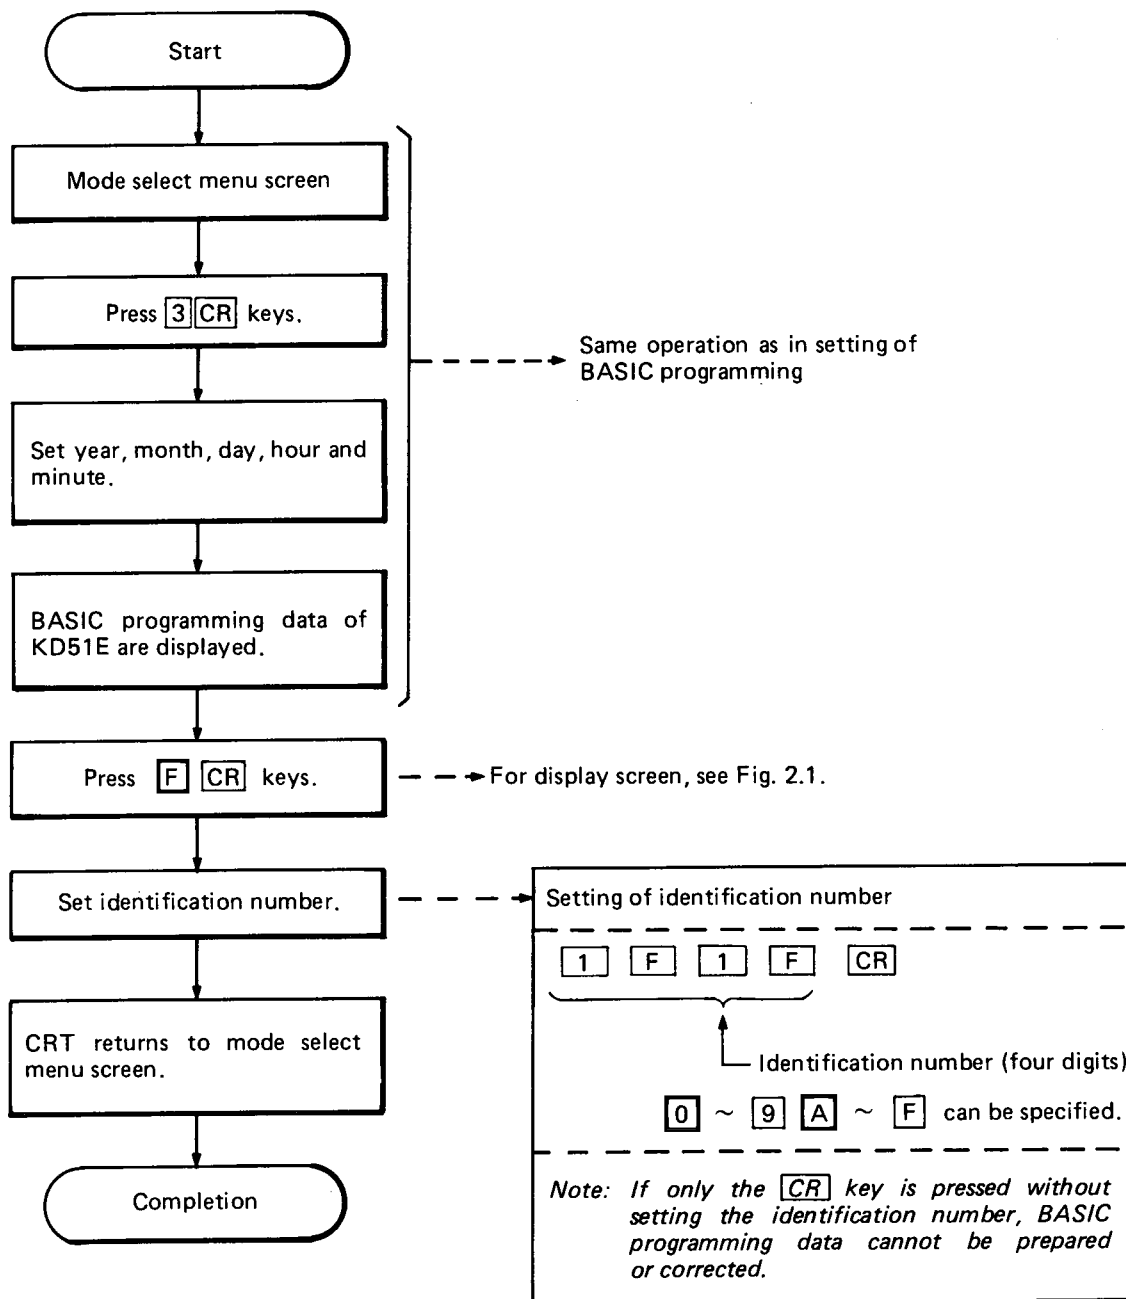 Start
Mode select menu screen
Press 3 CR keys.
Same operation as in setting of
BASIC programming
Set year, month, day, hour and
minute.
BASIC programming data of
KD51E are displayed.
Press F CR keys.
For display screen, see Fig. 2.1.
Set identification number.
Setting of identification number
1 F 1 F CR
Identification number (four digits)
0 ~ 9 A ~ F can be specified.
CRT returns to mode select
menu screen.
Completion
Note: If only the CR key is pressed without
setting the identification number, BASIC
programming data cannot be prepared
or corrected.